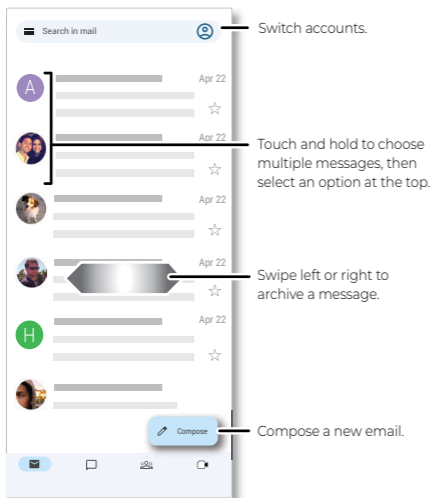 Search in mail
Switch accounts.
A
Apr 22
Apr 22
Touch and hold to choose
multiple messages, then
select an option at the top.
Apr 22
Apr 22
Swipe left or right to
archive a message.
H
Apr 22
Compose
Compose a new email.